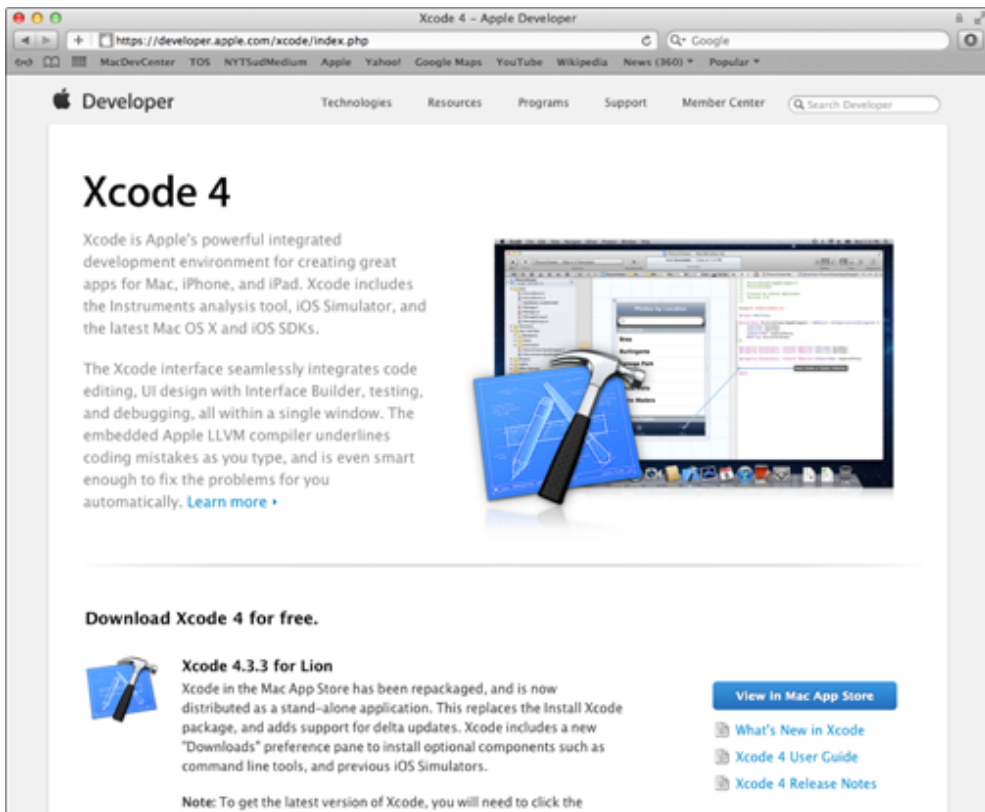 Xcode 4 – Apple Developer
https://developer.apple.com/xcode/index.php
Google
MacDevCenter TOS NYTSudMedium Apple Yahoo! Google Maps YouTube Wikipedia News (360) Popular
Developer
Technologies Resources Programs Support Member Center
Search Developer
Xcode 4
Xcode is Apple's powerful integrated
development environment for creating great
apps for Mac, iPhone, and iPad. Xcode includes
the Instruments analysis tool, iOS Simulator, and
the latest Mac OS X and iOS SDKs.
The Xcode interface seamlessly integrates code
editing, UI design with Interface Builder, testing,
and debugging, all within a single window. The
embedded Apple LLVM compiler underlines
coding mistakes as you type, and is even smart
enough to fix the problems for you
automatically. Learn more
Photos by Location
Brea
Burlingame
Download Xcode 4 for free.
Xcode 4.3.3 for Lion
Xcode in the Mac App Store has been repackaged, and is now
distributed as a stand-alone application. This replaces the Install Xcode
package, and adds support for delta updates. Xcode includes a new
"Downloads" preference pane to install optional components such as
command line tools, and previous iOS Simulators.
Note: To get the latest version of Xcode, you will need to click the
View in Mac App Store
What's New in Xcode
Xcode 4 User Guide
Xcode 4 Release Notes